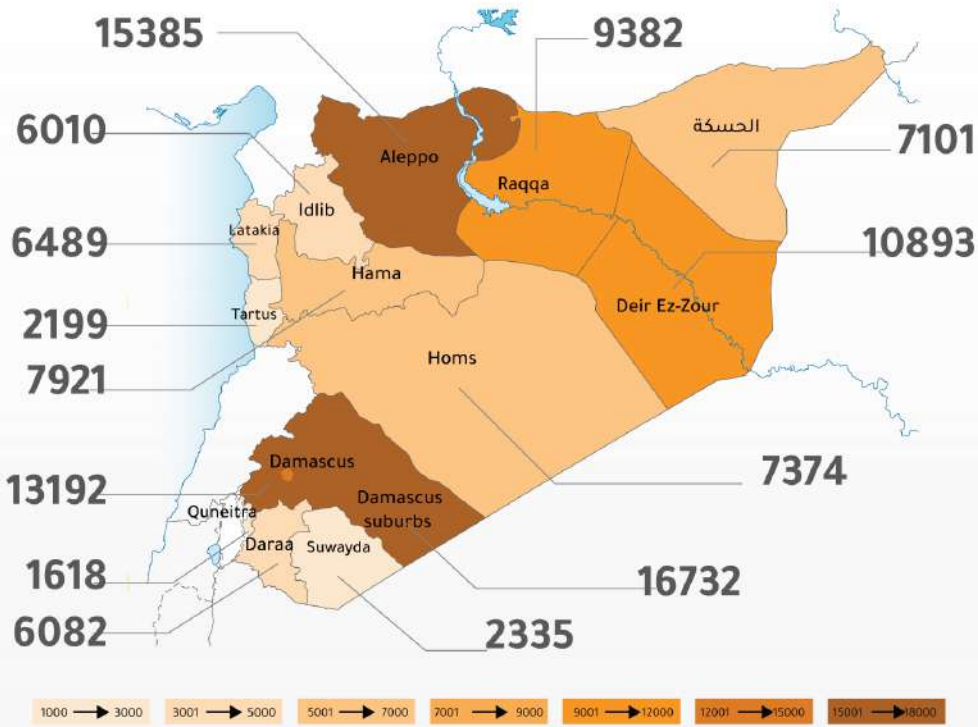 15385
9382
6010
Aleppo
الحسكة
7101
Raqqa
Idlib
Latakia
6489
10893
Hama
Deir Ez-Zour
Tartus
2199
Homs
7921
7374
Damascus
13192
Damascus
suburbs
Quneitra
Daraa
Suwayda
1618
16732
6082
2335
1000 → 3000
3001 → 5000
5001 → 7000
7001 → 9000
9001 → 12000
12001 → 15000
15001 → 18000